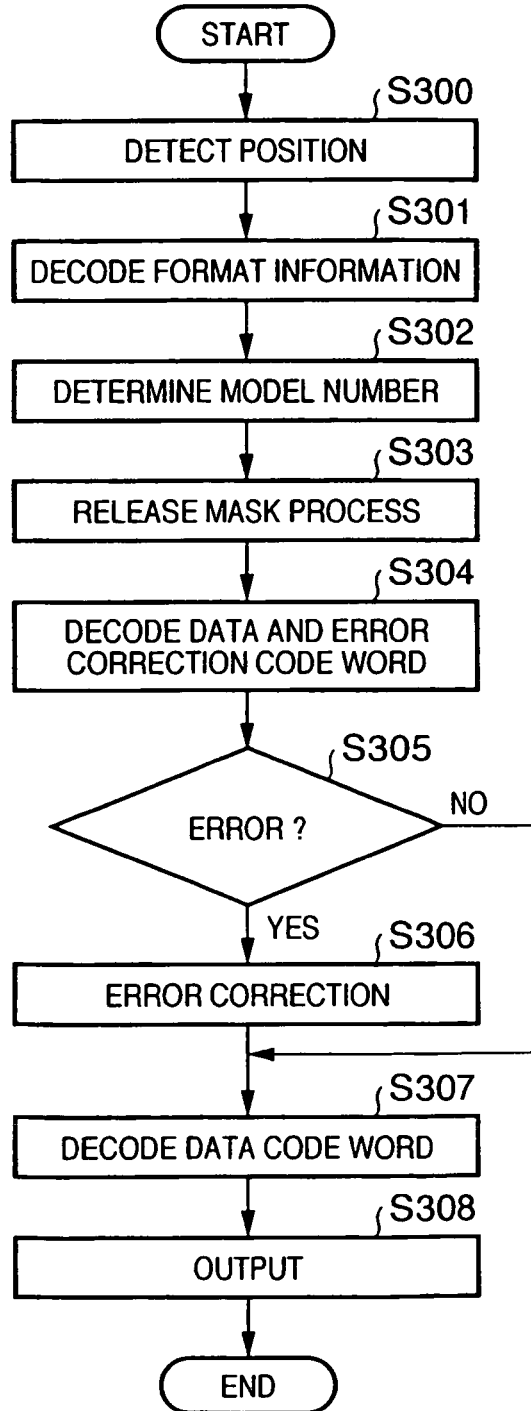 START
S300
DETECT POSITION
S301
DECODE FORMAT INFORMATION
S302
DETERMINE MODEL NUMBER
S303
RELEASE MASK PROCESS
S304
DECODE DATA AND ERROR
CORRECTION CODE WORD
S305
ERROR ?
NO
YES
S306
ERROR CORRECTION
S307
DECODE DATA CODE WORD
S308
OUTPUT
END